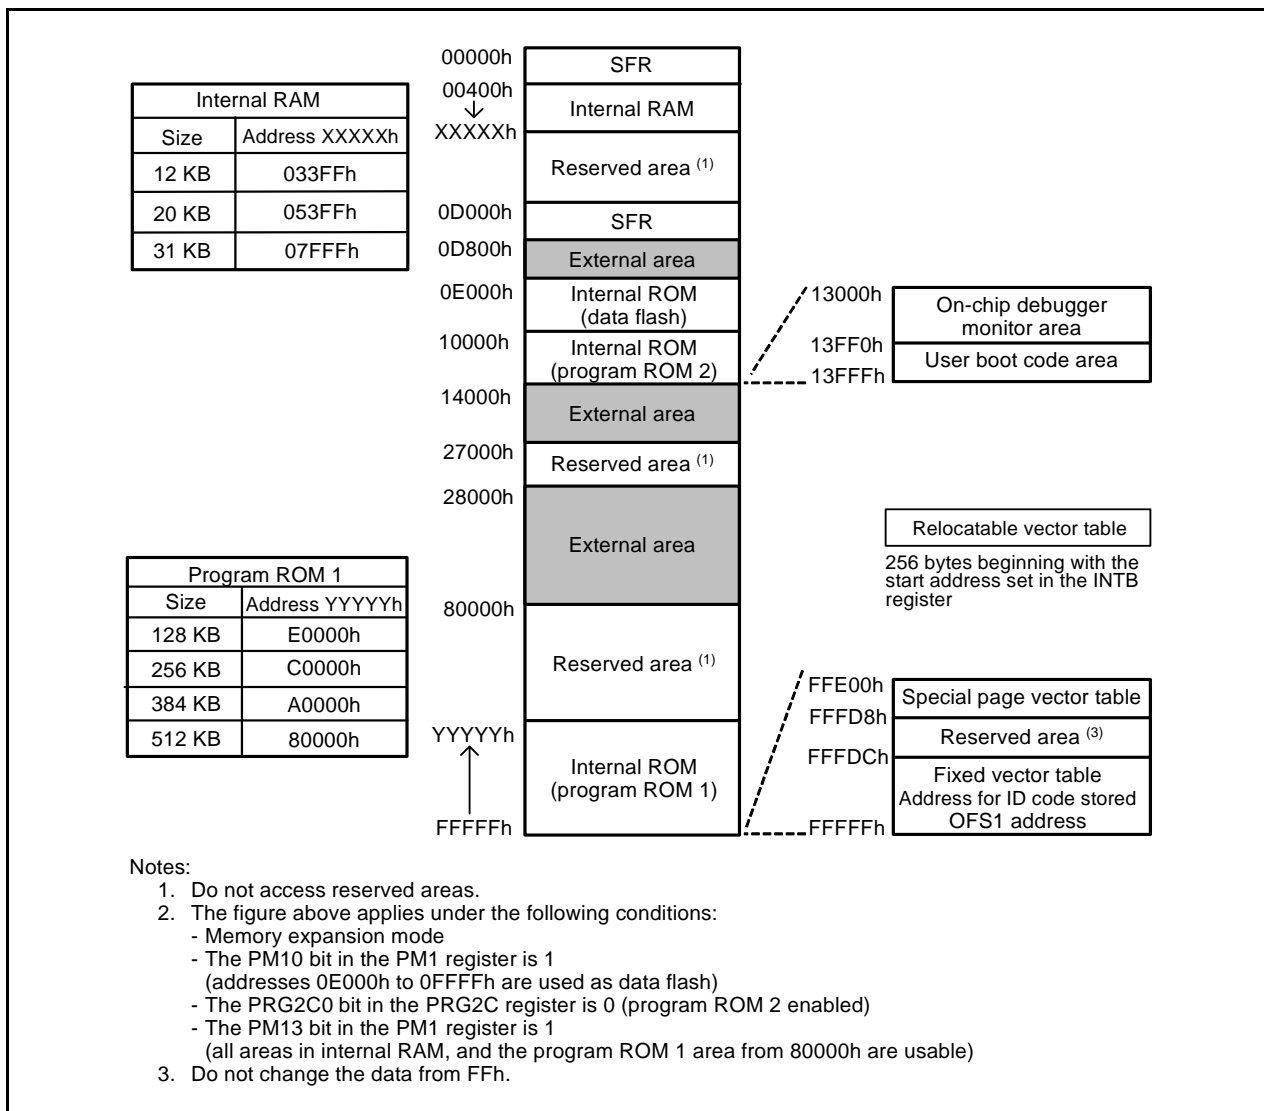 Internal RAM
Size Address XXXXXh
12 KB 033FFh
20 KB 053FFh
31 KB 07FFFh
Program ROM 1
Size Address YYYYYh
128 KB E0000h
256 KB C0000h
384 KB A0000h
512 KB 80000h
00000h
SFR
00400h
Internal RAM
XXXXXh
Reserved area (1)
0D000h
SFR
0D800h
External area
0E000h
Internal ROM
(data flash)
10000h
Internal ROM
(program ROM 2)
14000h
External area
27000h
Reserved area (1)
28000h
External area
80000h
Reserved area (1)
YYYYYh
Internal ROM
(program ROM 1)
FFFFFh
13000h
On-chip debugger
monitor area
13FF0h
User boot code area
13FFFh
Relocatable vector table
256 bytes beginning with the
start address set in the INTB
register
FFE00h
Special page vector table
FFFD8h
Reserved area (3)
FFFDCh
Fixed vector table
Address for ID code stored
OFS1 address
FFFFFh
Notes:
1. Do not access reserved areas.
2. The figure above applies under the following conditions:
- Memory expansion mode
- The PM10 bit in the PM1 register is 1
(addresses 0E000h to 0FFFFh are used as data flash)
- The PRG2C0 bit in the PRG2C register is 0 (program ROM 2 enabled)
- The PM13 bit in the PM1 register is 1
(all areas in internal RAM, and the program ROM 1 area from 80000h are usable)
3. Do not change the data from FFh.